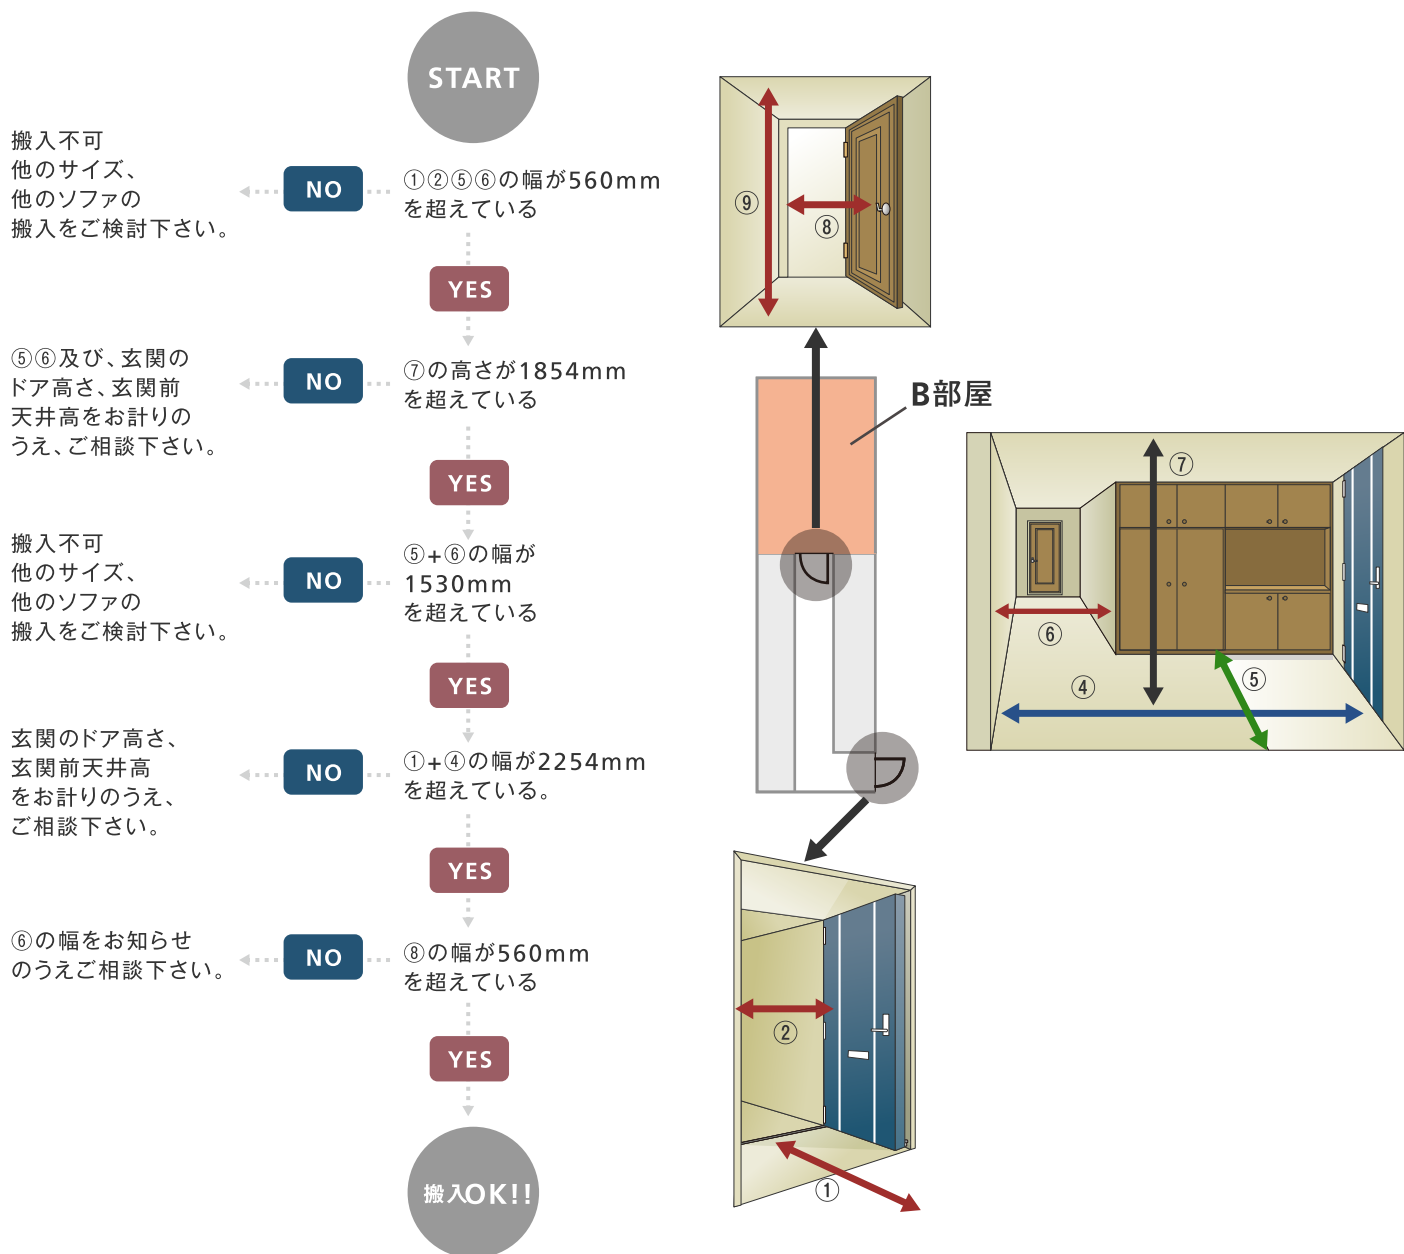 START
搬入不可
他のサイズ、
他のソファの
搬入をご検討下さい。
NO
①②⑤⑥の幅が560mm
を超えている
YES
⑤⑥及び、玄関の
ドア高さ、玄関前
天井高をお計りの
うえ、ご相談下さい。
NO
⑦の高さが1854mm
を超えている
YES
搬入不可
他のサイズ、
他のソファの
搬入をご検討下さい。
NO
⑤+⑥の幅が
1530mm
を超えている
YES
玄関のドア高さ、
玄関前天井高
をお計りのうえ、
ご相談下さい。
NO
①+④の幅が2254mm
を超えている。
YES
⑥の幅をお知らせ
のうえご相談下さい。
NO
⑧の幅が560mm
を超えている
YES
搬入OK!!
⑨
⑧
B部屋
⑦
⑥
⑤
④
②
①